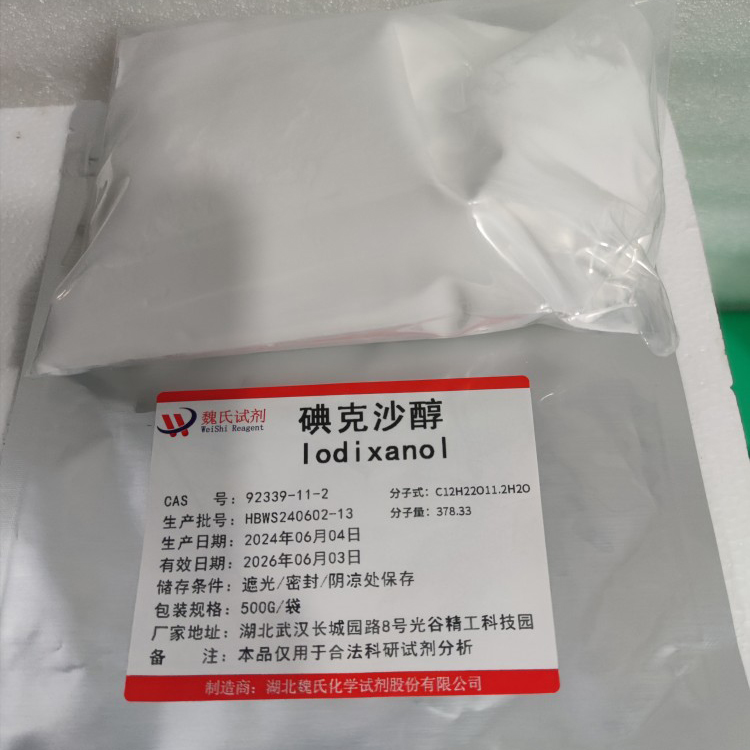 魏氏试剂
WeiShi Reagent
碘克沙醇
Iodixanol
CAS 号：92339-11-2
分子式：C12H22O11.2H2O
生产批号：HBWS240602-13
分子量：378.33
生产日期：2024年06月04日
有效日期：2026年06月03日
储存条件：遮光/密封/阴凉处保存
包装规格：500G/袋
厂家地址：湖北武汉长城园路8号光谷精工科技园
备 注：本品仅用于合法科研试剂分析
制造商：湖北魏氏化学试剂股份有限公司